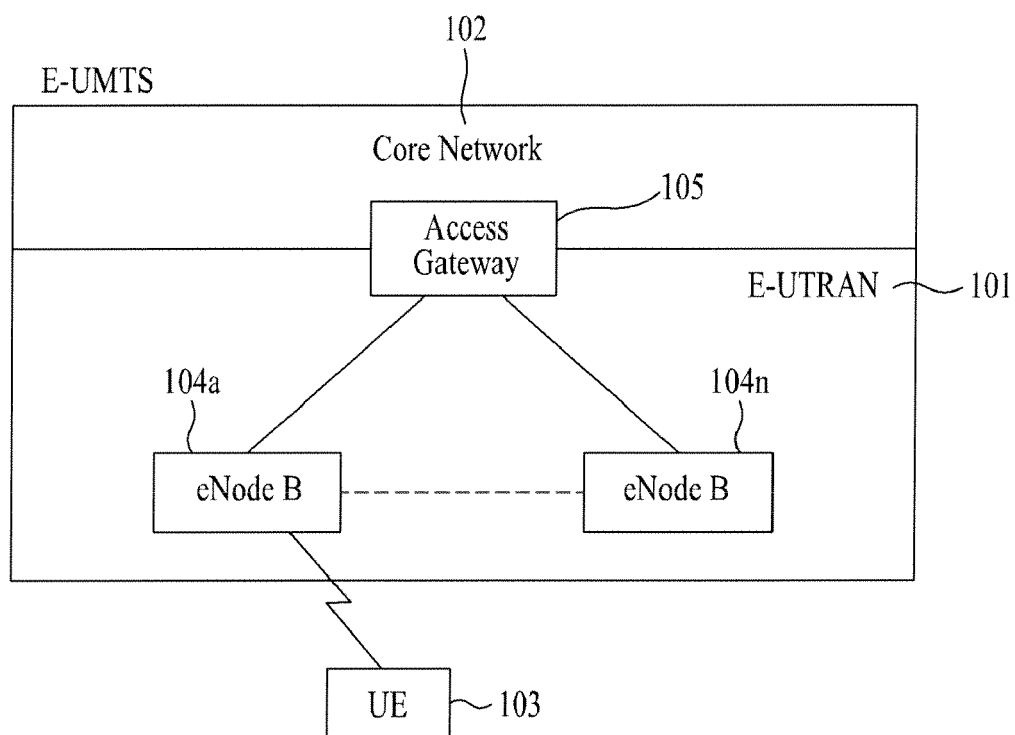 102
E-UMTS
Core Network
105
Access
Gateway
E-UTRAN
101
104a
104n
eNode B
eNode B
UE
103